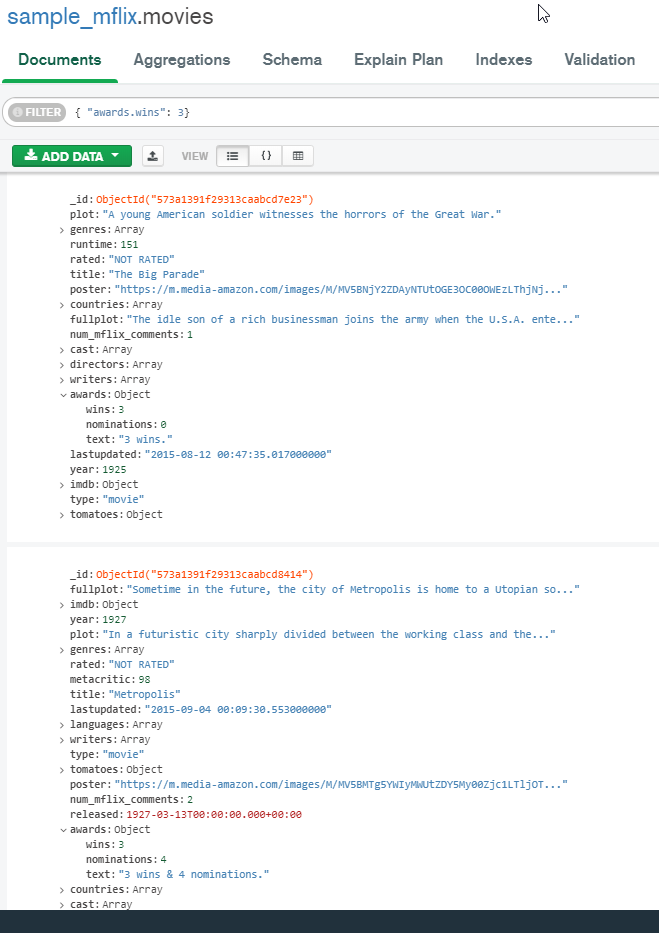 sample_mflix.movies
Documents Aggregations Schema Explain Plan Indexes Validation
FILTER { "awards.wins": 3}
ADD DATA VIEW {}
_id: ObjectId("573a1391f29313caabcd7e23")
plot: "A young American soldier witnesses the horrors of the Great War."
genres: Array
runtime: 151
rated: "NOT RATED"
title: "The Big Parade"
poster: "https://m.media-amazon.com/images/M/MV5BNjY2ZDAyNTUtOGE3OC00OWEzLThjNj..."
countries: Array
fullplot: "The idle son of a rich businessman joins the army when the U.S.A. ente..."
num_mflix_comments: 1
cast: Array
directors: Array
writers: Array
awards: Object
wins: 3
nominations: 0
text: "3 wins."
lastupdated: "2015-08-12 00:47:35.017000000"
year: 1925
imdb: Object
type: "movie"
tomatoes: Object
_id: ObjectId("573a1391f29313caabcd8414")
fullplot: "Sometime in the future, the city of Metropolis is home to a Utopian so..."
imdb: Object
year: 1927
plot: "In a futuristic city sharply divided between the working class and the..."
genres: Array
rated: "NOT RATED"
metacritic: 98
title: "Metropolis"
lastupdated: "2015-09-04 00:09:30.553000000"
languages: Array
writers: Array
type: "movie"
tomatoes: Object
poster: "https://m.media-amazon.com/images/M/MV5BMTg5YWIyMWUtZDY5My00Zjc1LTljOT..."
num_mflix_comments: 2
released: 1927-03-13T00:00:00.000+00:00
awards: Object
wins: 3
nominations: 4
text: "3 wins & 4 nominations."
countries: Array
cast: Array